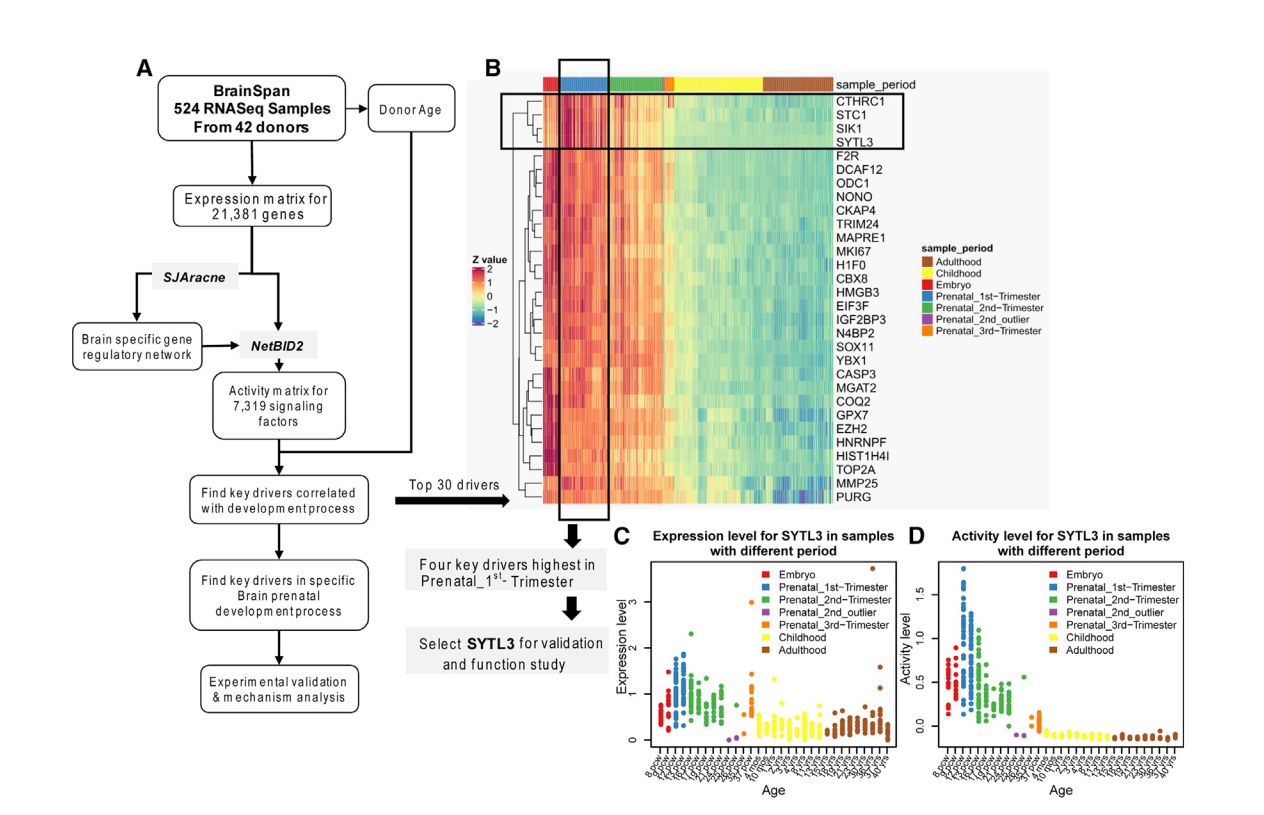 A
BrainSpan
524 RNASeq Samples
From 42 donors
Donor Age
Expression matrix for
21,381 genes
SJAracne
Brain specific gene
regulatory network
NetBID2
Activity matrix for
7,319 signaling
factors
Find key drivers correlated
with development process
Find key drivers in specific
Brain prenatal
development process
Experimental validation
& mechanism analysis
Top 30 drivers
B
sample_period
CTHRC1
STC1
SIK1
SYTL3
F2R
DCAF12
ODC1
NONO
CKAP4
TRIM24
MAPRE1
MKI67
H1F0
CBX8
HMGB3
EIF3F
IGF2BP3
N4BP2
SOX11
YBX1
CASP3
MGAT2
COQ2
GPX7
EZH2
HNRNPF
HIST1H4I
TOP2A
MMP25
PURG
Z value
2
1
0
−1
−2
sample_period
Adulthood
Childhood
Embryo
Prenatal_1st−Trimester
Prenatal_2nd−Trimester
Prenatal_2nd_outlier
Prenatal_3rd−Trimester
Four key drivers highest in
Prenatal_1st- Trimester
Select SYTL3 for validation
and function study
C
Expression level for SYTL3 in samples
with different period
Embryo
Prenatal_1st−Trimester
Prenatal_2nd−Trimester
Prenatal_2nd_outlier
Prenatal_3rd−Trimester
Childhood
Adulthood
Expression level
3
2
1
0
8 pcw
40 yrs
Age
D
Activity level for SYTL3 in samples
with different period
Embryo
Prenatal_1st−Trimester
Prenatal_2nd−Trimester
Prenatal_2nd_outlier
Prenatal_3rd−Trimester
Childhood
Adulthood
Activity level
1.5
1.0
0.5
0.0
8 pcw
40 yrs
Age